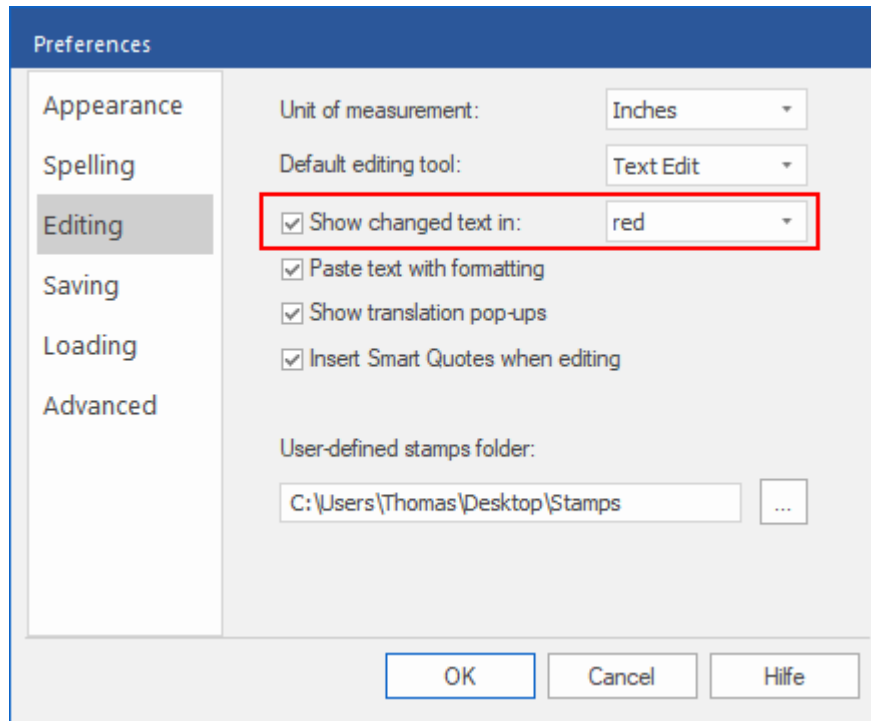 Preferences
Appearance
Spelling
Editing
Saving
Loading
Advanced
Unit of measurement: Inches
Default editing tool: Text Edit
Show changed text in: red
Paste text with formatting
Show translation pop-ups
Insert Smart Quotes when editing
User-defined stamps folder:
C:\Users\Thomas\Desktop\Stamps ...
OK Cancel Hilfe